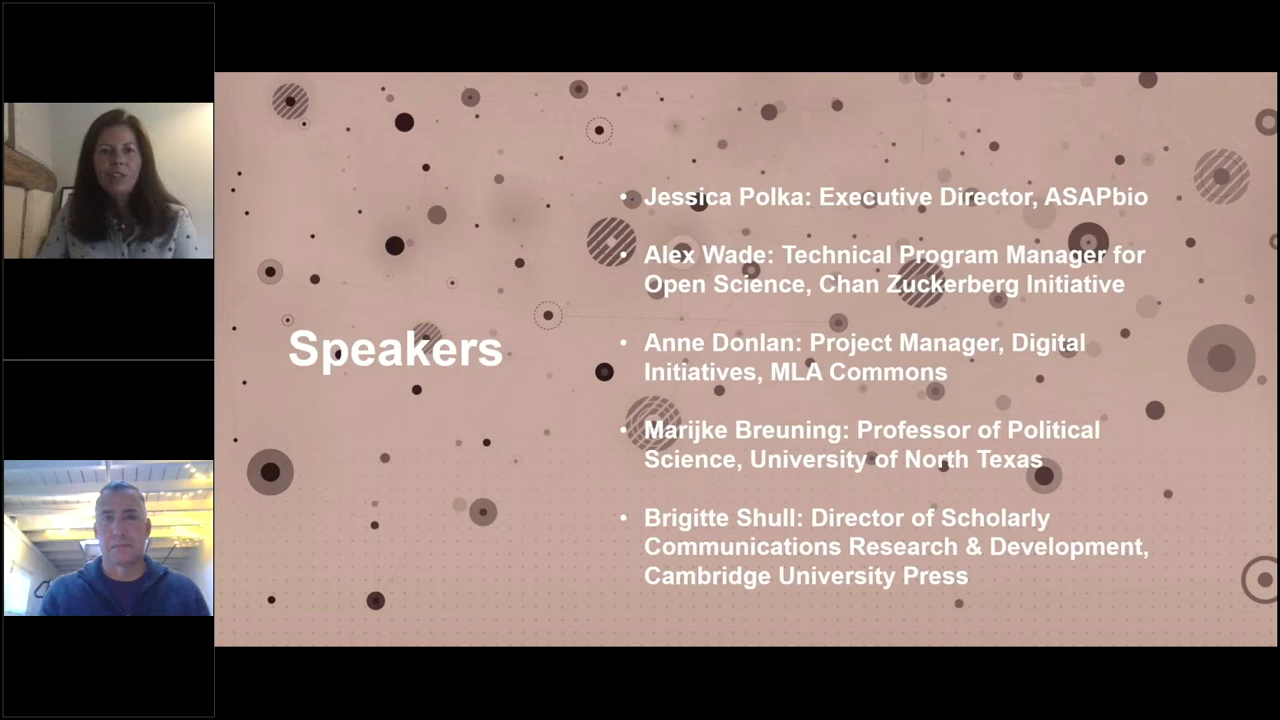 Speakers
• Jessica Polka: Executive Director, ASAPbio
• Alex Wade: Technical Program Manager for
Open Science, Chan Zuckerberg Initiative
• Anne Donlan: Project Manager, Digital
Initiatives, MLA Commons
• Marijke Breuning: Professor of Political
Science, University of North Texas
• Brigitte Shull: Director of Scholarly
Communications Research & Development,
Cambridge University Press